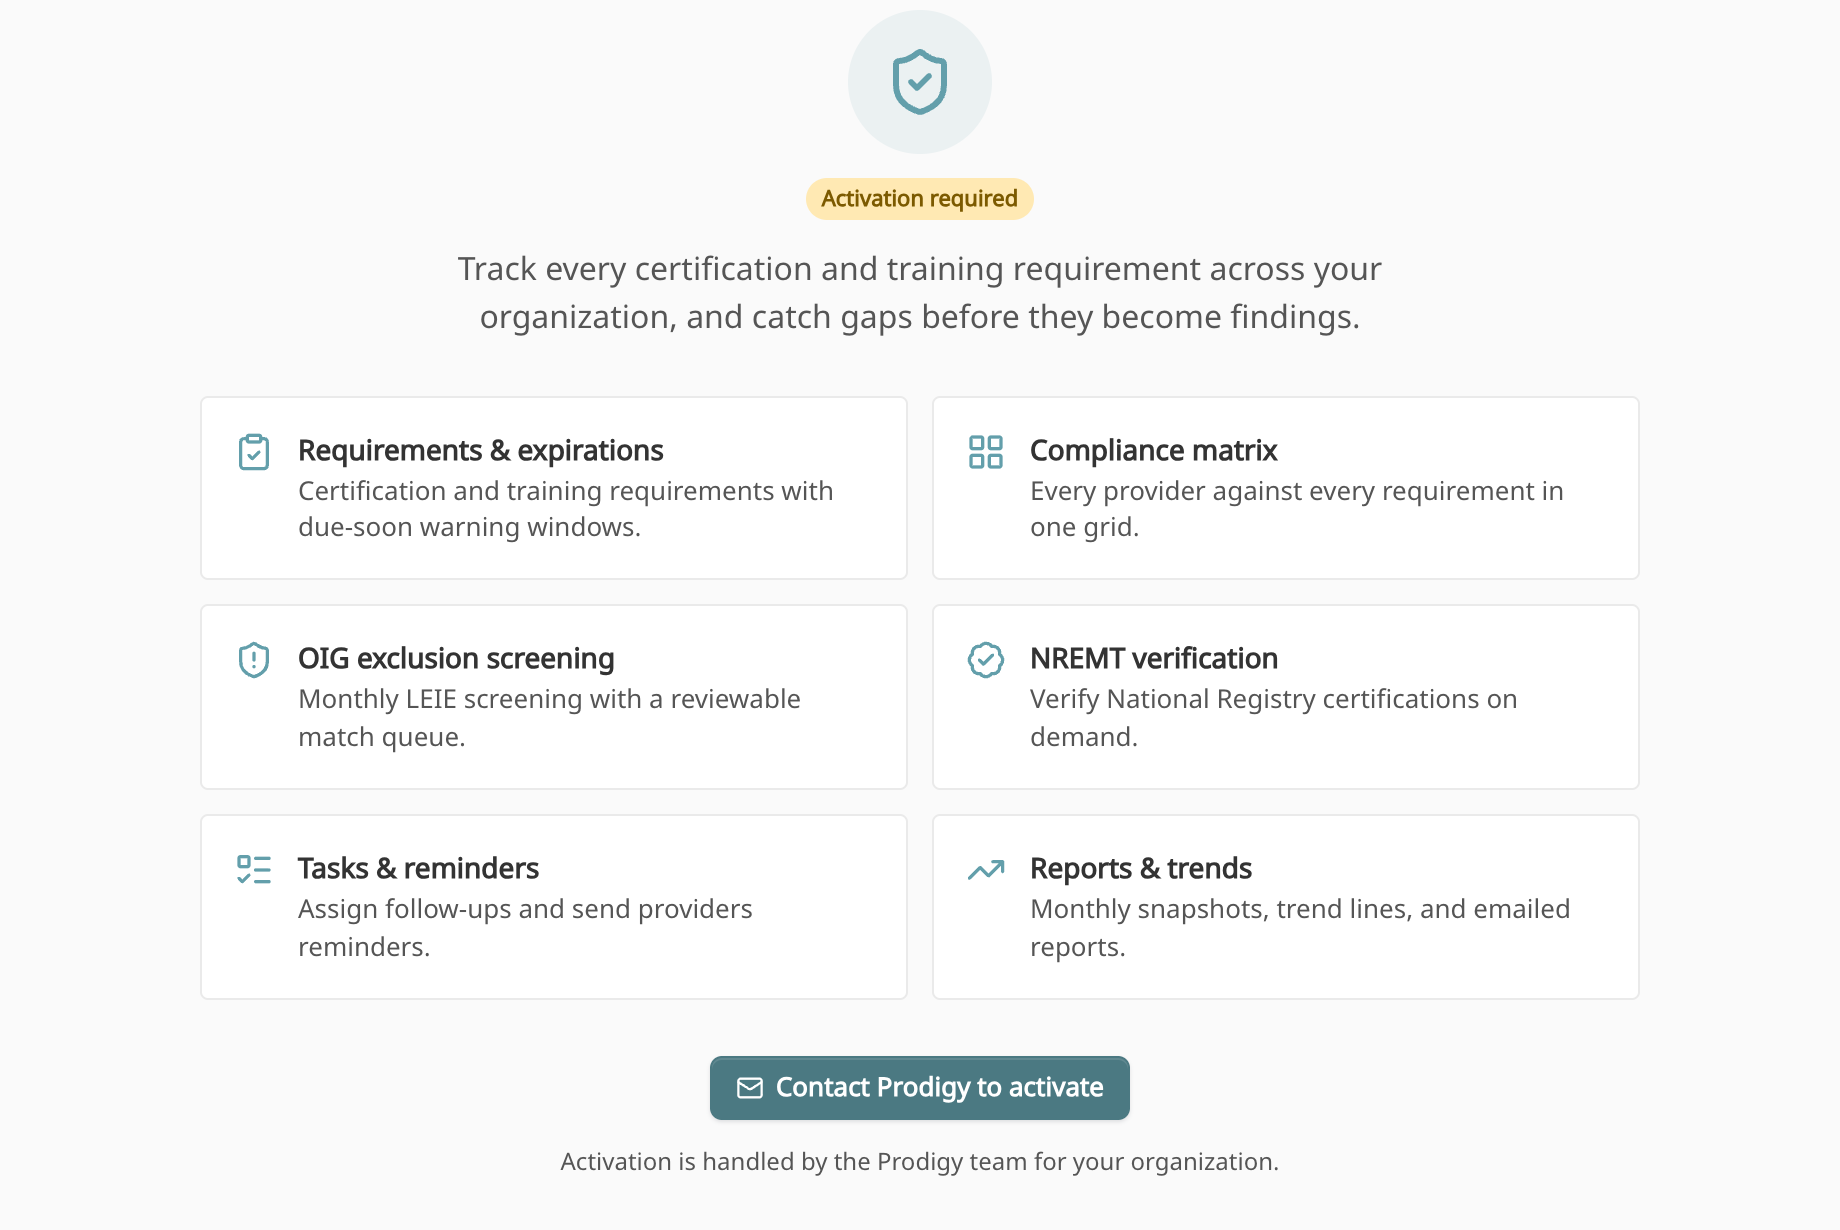 Activation required
Track every certification and training requirement across your
organization, and catch gaps before they become findings.
Requirements & expirations
Certification and training requirements with
due-soon warning windows.
Compliance matrix
Every provider against every requirement in
one grid.
OIG exclusion screening
Monthly LEIE screening with a reviewable
match queue.
NREMT verification
Verify National Registry certifications on
demand.
Tasks & reminders
Assign follow-ups and send providers
reminders.
Reports & trends
Monthly snapshots, trend lines, and emailed
reports.
Contact Prodigy to activate
Activation is handled by the Prodigy team for your organization.